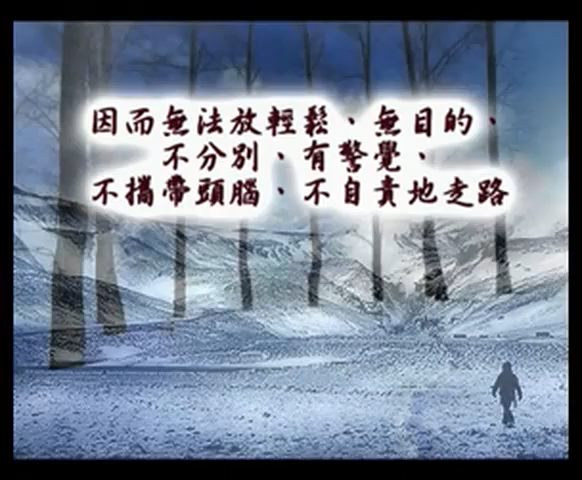 因而無法放輕鬆、無目的、
不分別、有警覺、
不攜帶頭腦、不自責地走路